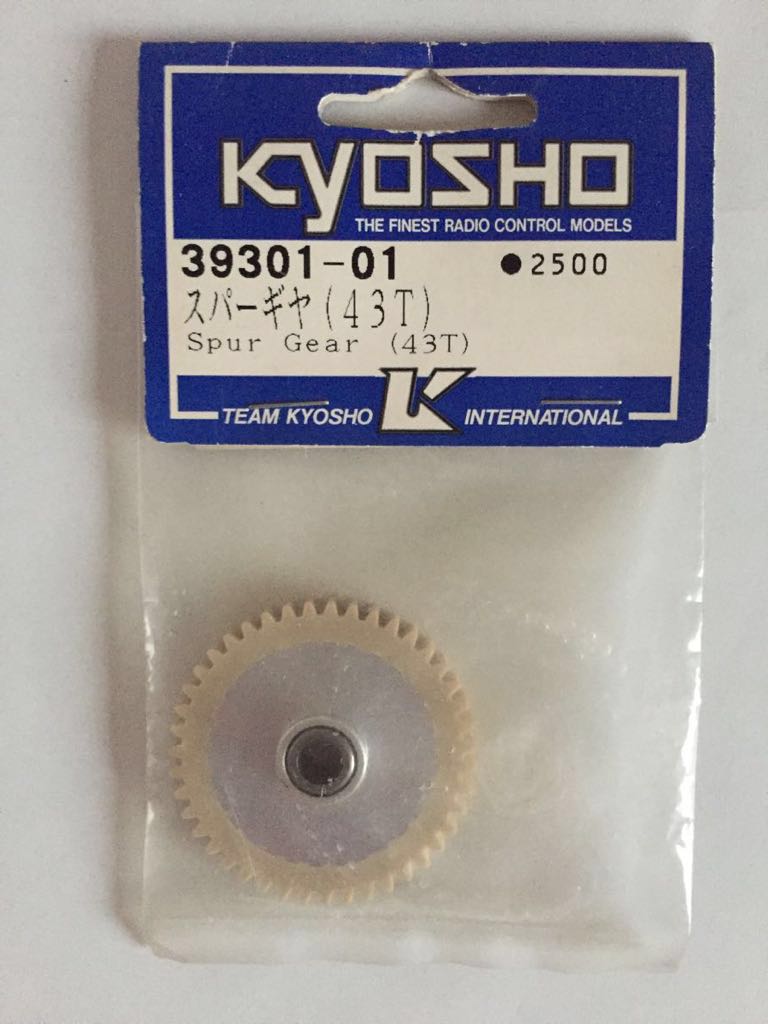 KYOSHO
THE FINEST RADIO CONTROL MODELS
39301-01 ●2500
スパーギヤ(43T)
Spur Gear (43T)
TEAM KYOSHO K INTERNATIONAL